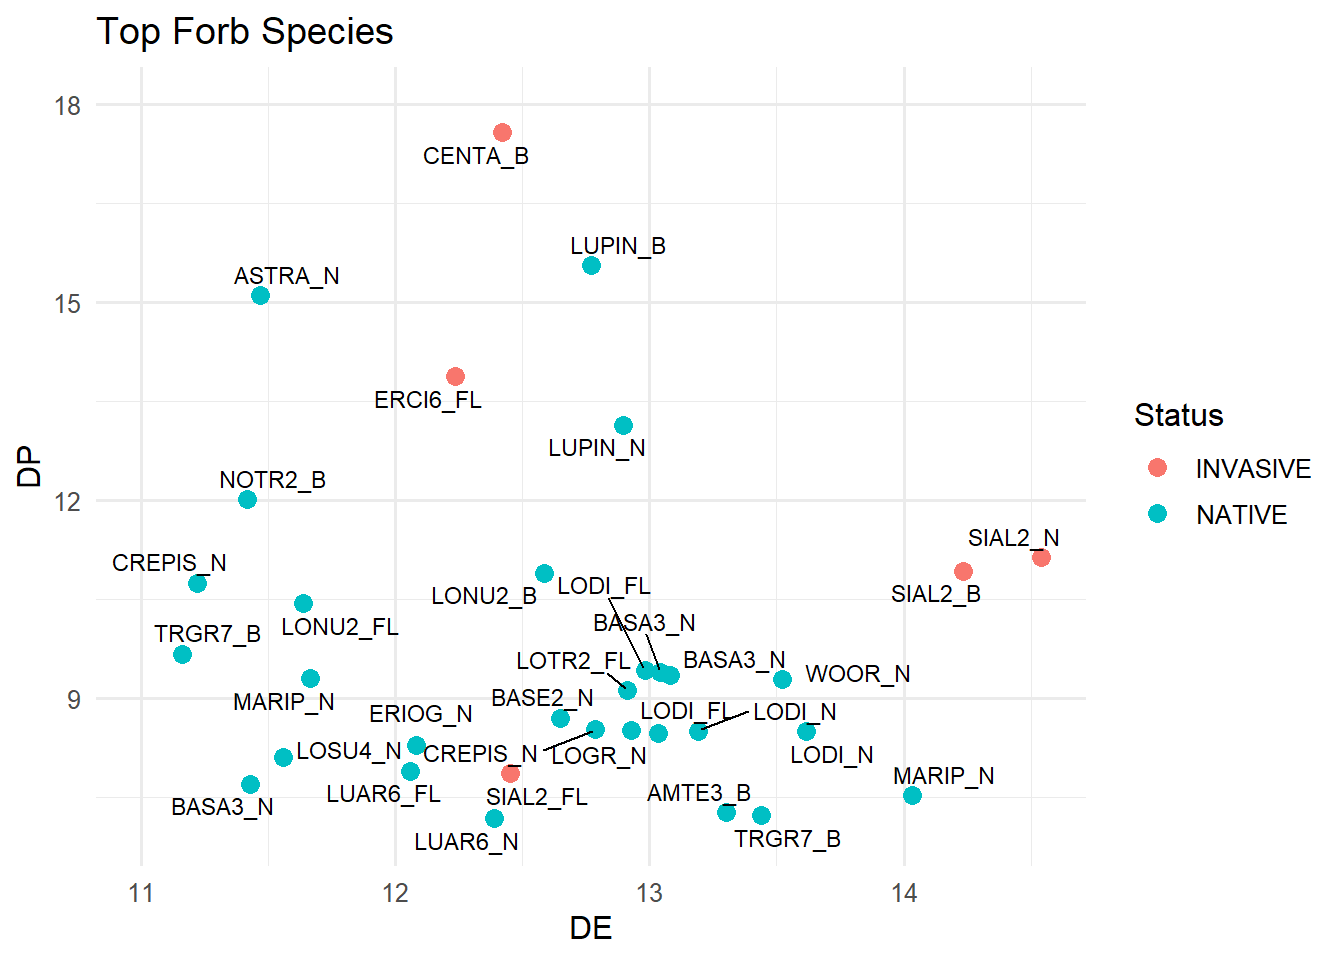 Top Forb Species
18
CENTA_B
LUPIN_B
ASTRA_N
15
ERCI6_FL
LUPIN_N
NOTR2_B
12
SIAL2_N
CREPIS_N
LODI_FL
SIAL2_B
LONU2_B
LONU2_FL
BASA3_N
TRGR7_B
LOTR2_FL
BASA3_N
WOOR_N
9
MARIP_N
BASE2_N
ERIOG_N
LODI_FL
LODI_N
LOSU4_N
CREPIS_N
LOGR_N
LODI_N
MARIP_N
BASA3_N
LUAR6_FL
SIAL2_FL
AMTE3_B
LUAR6_N
TRGR7_B
11
12
13
14
DE
DP
Status
INVASIVE
NATIVE